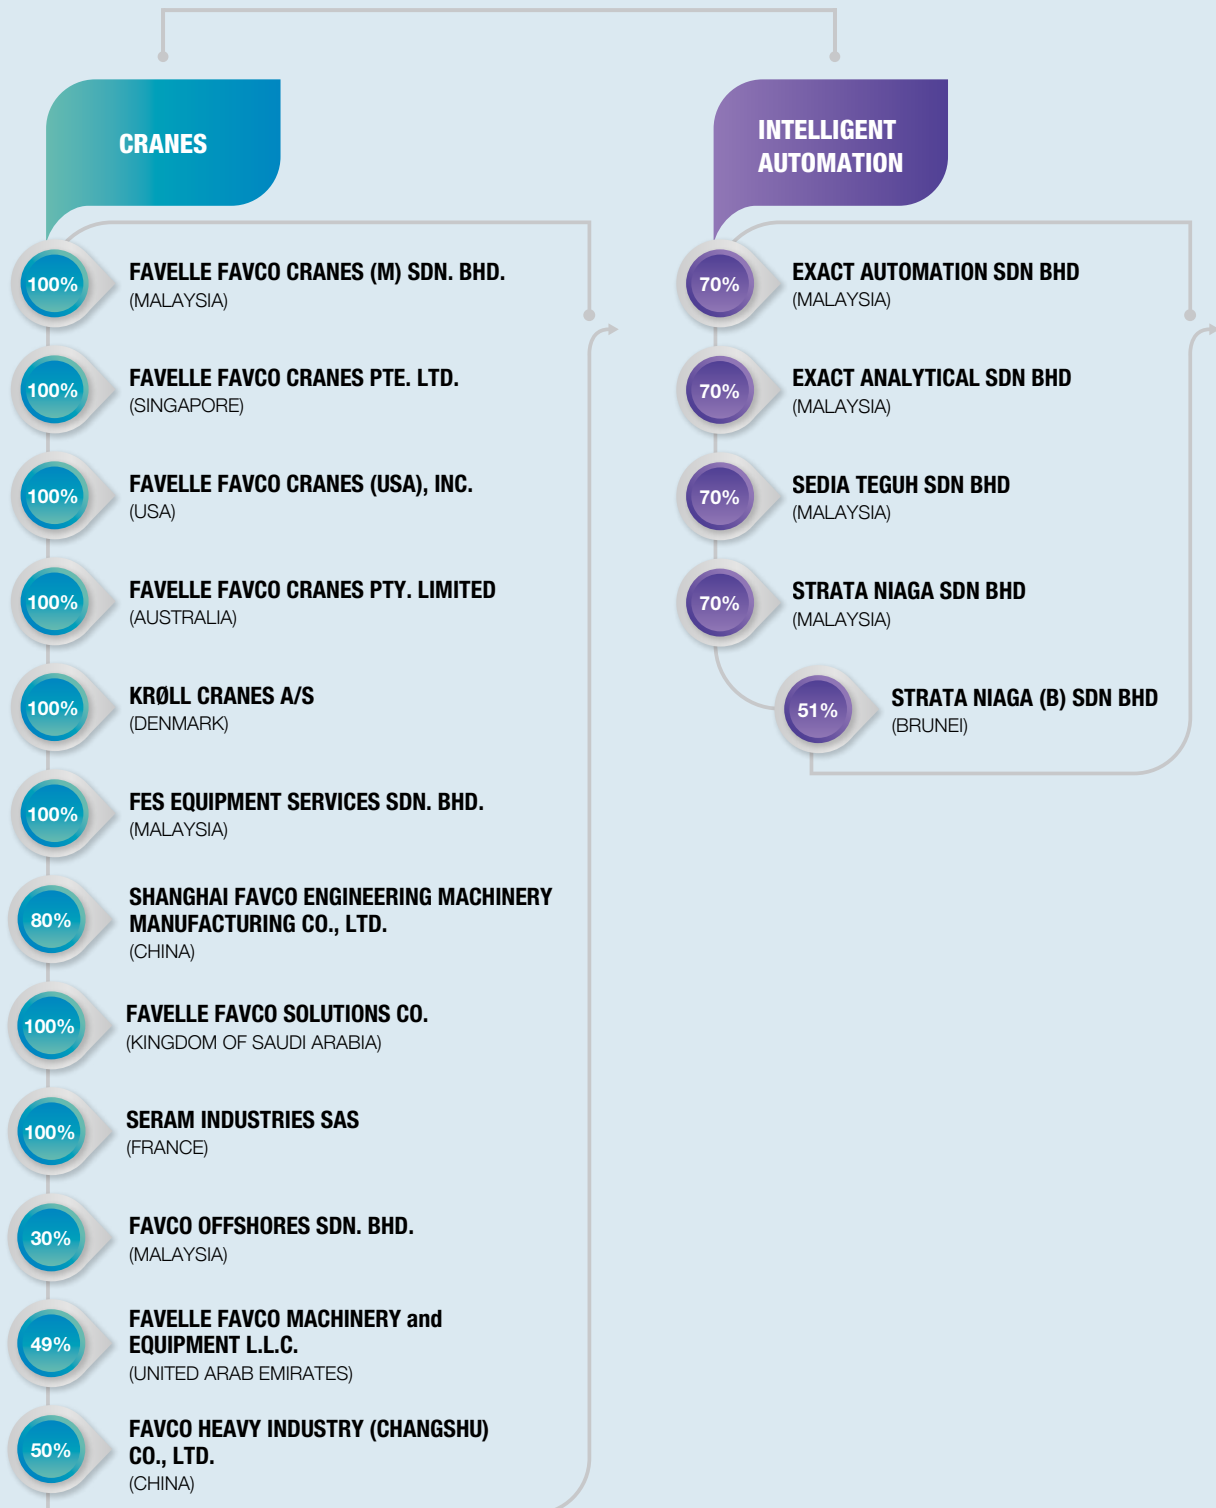 CRANES
100%
FAVELLE FAVCO CRANES (M) SDN. BHD.
(MALAYSIA)
100%
FAVELLE FAVCO CRANES PTE. LTD.
(SINGAPORE)
100%
FAVELLE FAVCO CRANES (USA), INC.
(USA)
100%
FAVELLE FAVCO CRANES PTY. LIMITED
(AUSTRALIA)
100%
KRØLL CRANES A/S
(DENMARK)
100%
FES EQUIPMENT SERVICES SDN. BHD.
(MALAYSIA)
80%
SHANGHAI FAVCO ENGINEERING MACHINERY
MANUFACTURING CO., LTD.
(CHINA)
100%
FAVELLE FAVCO SOLUTIONS CO.
(KINGDOM OF SAUDI ARABIA)
100%
SERAM INDUSTRIES SAS
(FRANCE)
30%
FAVCO OFFSHORES SDN. BHD.
(MALAYSIA)
49%
FAVELLE FAVCO MACHINERY and
EQUIPMENT L.L.C.
(UNITED ARAB EMIRATES)
50%
FAVCO HEAVY INDUSTRY (CHANGSHU)
CO., LTD.
(CHINA)
INTELLIGENT
AUTOMATION
70%
EXACT AUTOMATION SDN BHD
(MALAYSIA)
70%
EXACT ANALYTICAL SDN BHD
(MALAYSIA)
70%
SEDIA TEGUH SDN BHD
(MALAYSIA)
70%
STRATA NIAGA SDN BHD
(MALAYSIA)
51%
STRATA NIAGA (B) SDN BHD
(BRUNEI)